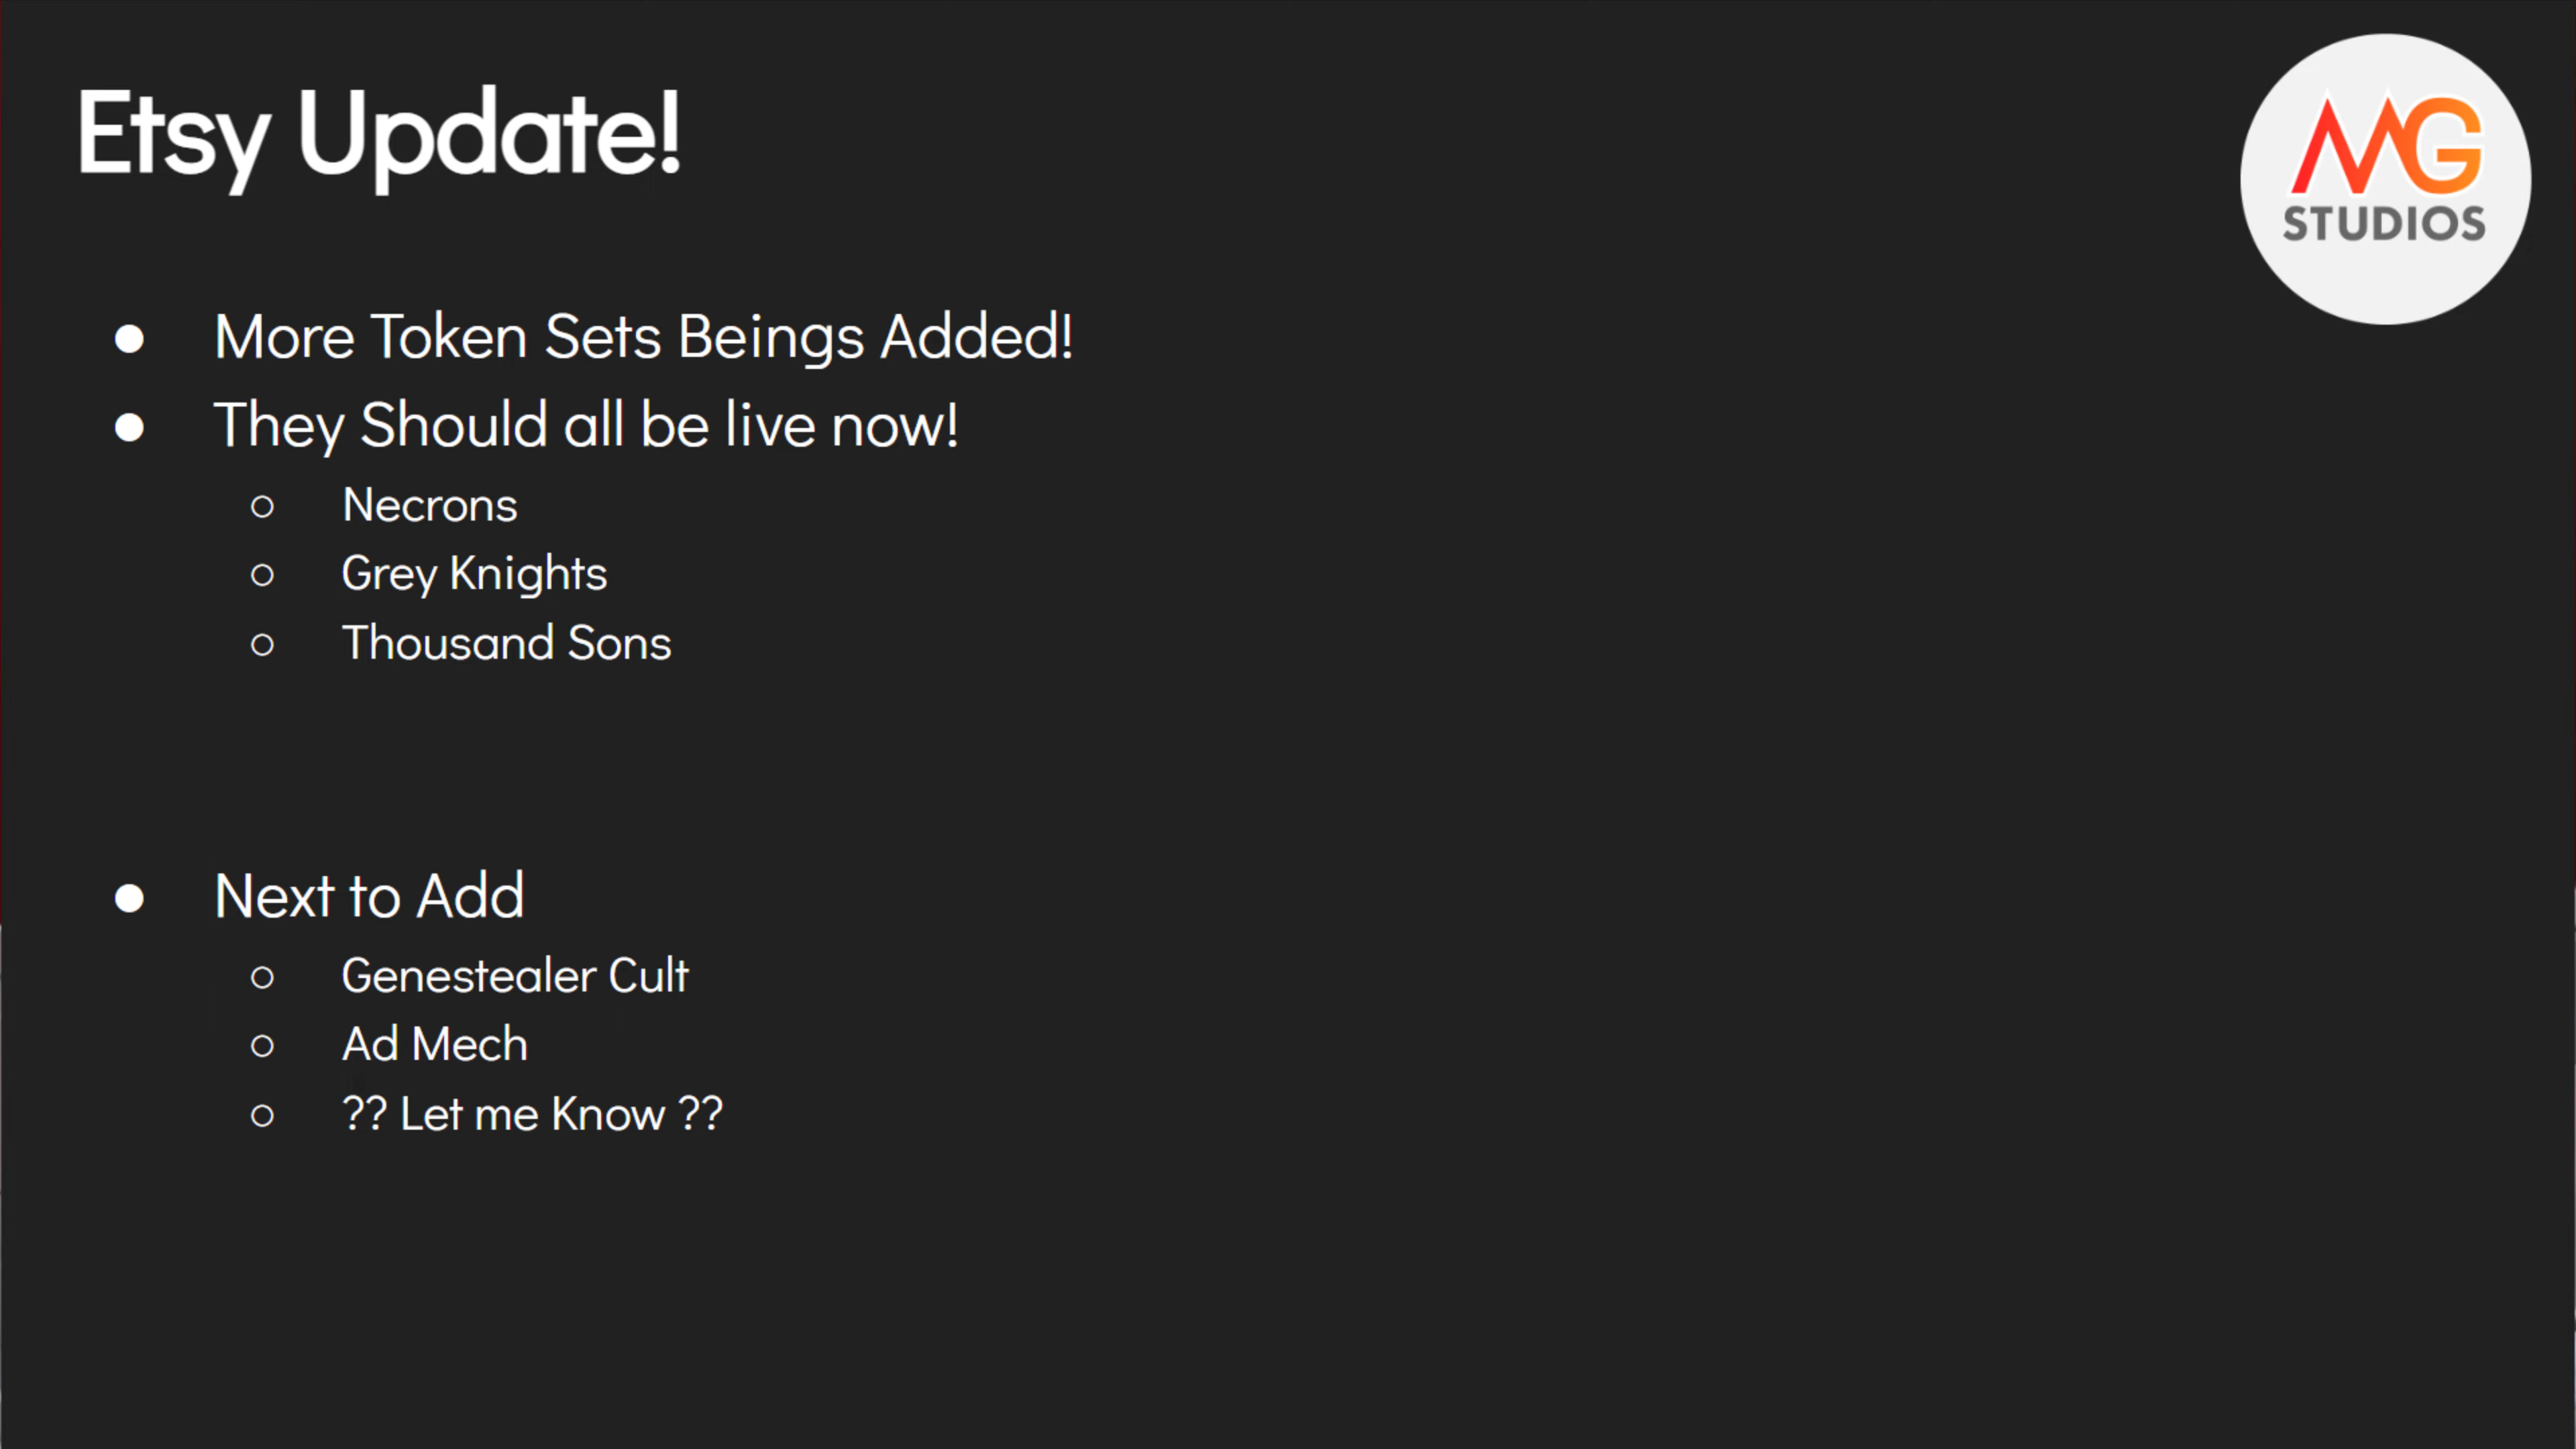 Etsy Update!
MG
STUDIOS
● More Token Sets Beings Added!
● They Should all be live now!
○ Necrons
○ Grey Knights
○ Thousand Sons
● Next to Add
○ Genestealer Cult
○ Ad Mech
○ ?? Let me Know ??